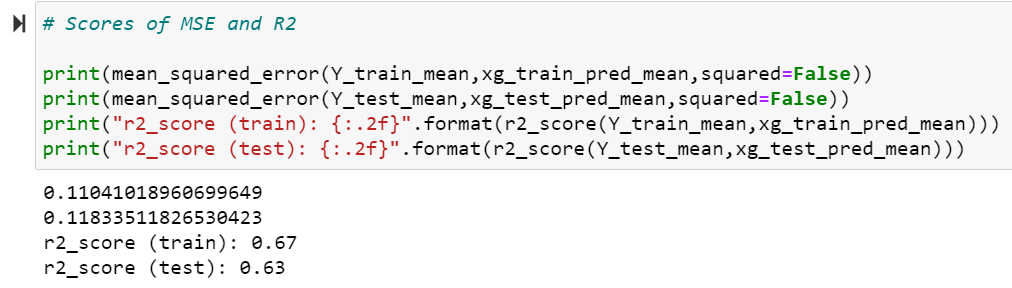 # Scores of MSE and R2
print(mean_squared_error(Y_train_mean,xg_train_pred_mean,squared=False))
print(mean_squared_error(Y_test_mean,xg_test_pred_mean,squared=False))
print("r2_score (train): {:.2f}".format(r2_score(Y_train_mean,xg_train_pred_mean)))
print("r2_score (test): {:.2f}".format(r2_score(Y_test_mean,xg_test_pred_mean)))
0.11041018960699649
0.11833511826530423
r2_score (train): 0.67
r2_score (test): 0.63